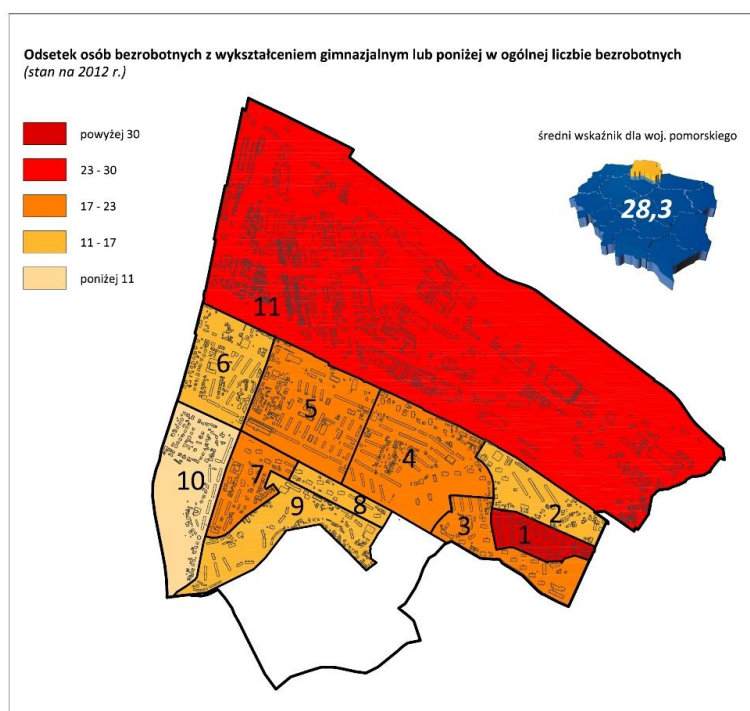 Odsetek osób bezrobotnych z wykształceniem gimnazjalnym lub poniżej w ogólnej liczbie bezrobotnych
(stan na 2012 r.)
powyżej 30
23 - 30
17 - 23
11 - 17
poniżej 11
średni wskaźnik dla woj. pomorskiego
28,3
11
6
5
4
10
7
9
8
3
2
1